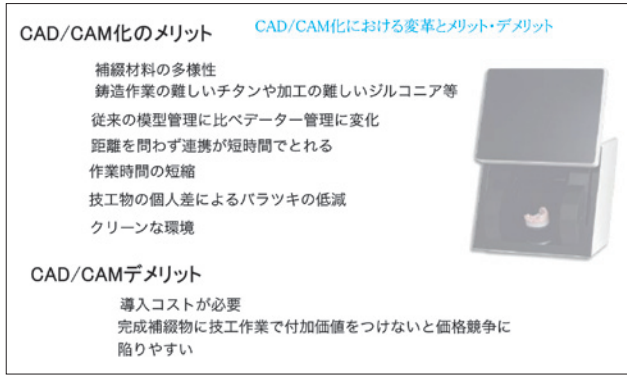 CAD/CAM化における変革とメリット・デメリット
CAD/CAM化のメリット
補綴材料の多様性
鋳造作業の難しいチタンや加工の難しいジルコニア等
従来の模型管理に比べデーター管理に変化
距離を問わず連携が短時間でとれる
作業時間の短縮
技工物の個人差によるバラツキの低減
クリーンな環境
CAD/CAMデメリット
導入コストが必要
完成補綴物に技工作業で付加価値をつけないと価格競争に
陥りやすい